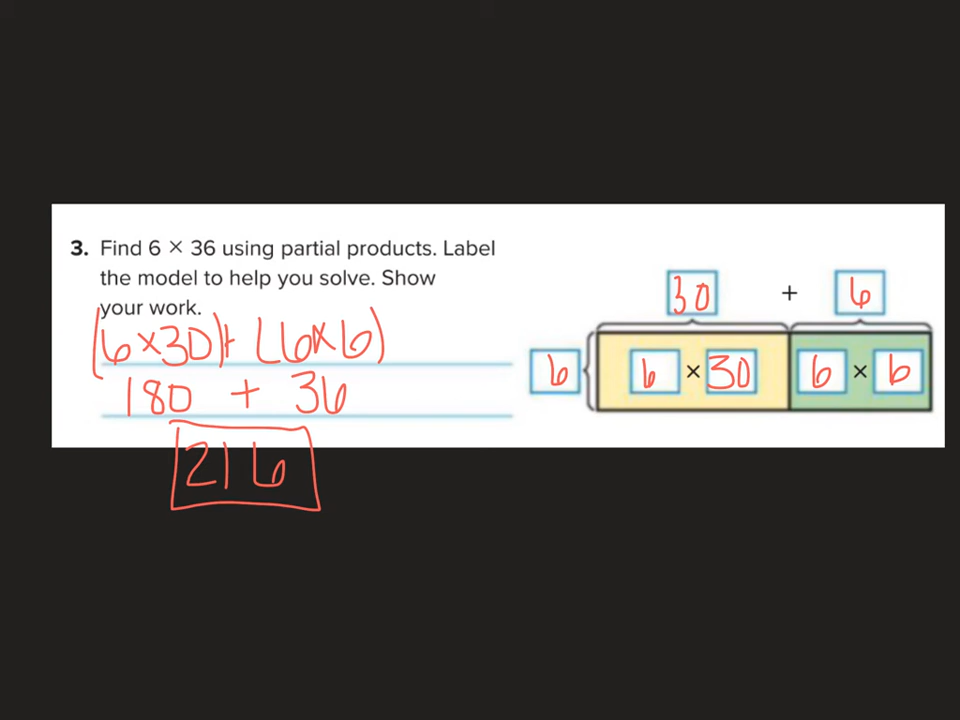 3. Find 6 × 36 using partial products. Label
the model to help you solve. Show
your work.
(6×30)+(6×6)
180 + 36
216
30 + 6
6 6 × 30 6 × 6